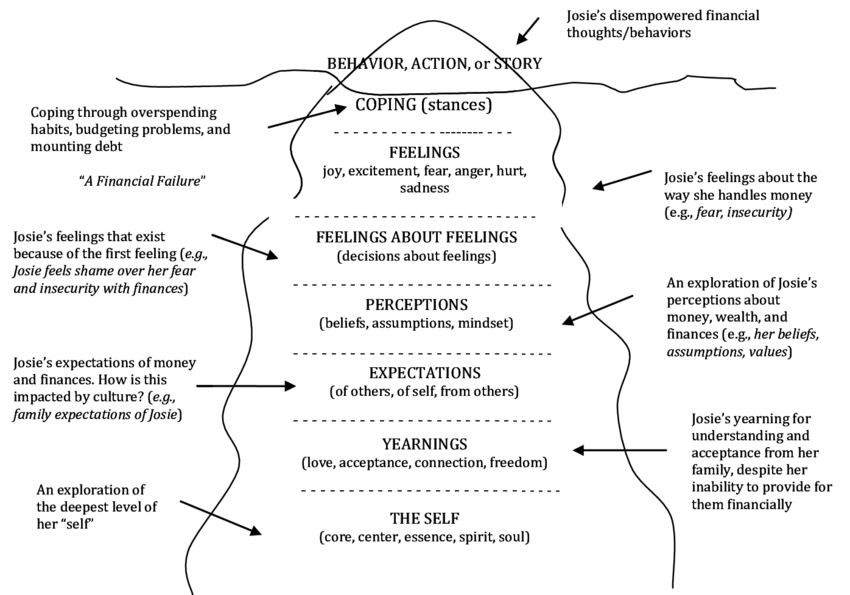 Josie's disempowered financial
thoughts/behaviors
BEHAVIOR, ACTION, or STORY
COPING (stances)
Coping through overspending
habits, budgeting problems, and
mounting debt
"A Financial Failure"
FEELINGS
joy, excitement, fear, anger, hurt,
sadness
Josie's feelings about the
way she handles money
(e.g., fear, insecurity)
Josie's feelings that exist
because of the first feeling (e.g.,
Josie feels shame over her fear
and insecurity with finances)
FEELINGS ABOUT FEELINGS
(decisions about feelings)
PERCEPTIONS
(beliefs, assumptions, mindset)
An exploration of Josie's
perceptions about
money, wealth, and
finances (e.g., her beliefs,
assumptions, values)
Josie's expectations of money
and finances. How is this
impacted by culture? (e.g.,
family expectations of Josie)
EXPECTATIONS
(of others, of self, from others)
YEARNINGS
(love, acceptance, connection, freedom)
Josie's yearning for
understanding and
acceptance from her
family, despite her
inability to provide for
them financially
An exploration of
the deepest level of
her "self"
THE SELF
(core, center, essence, spirit, soul)